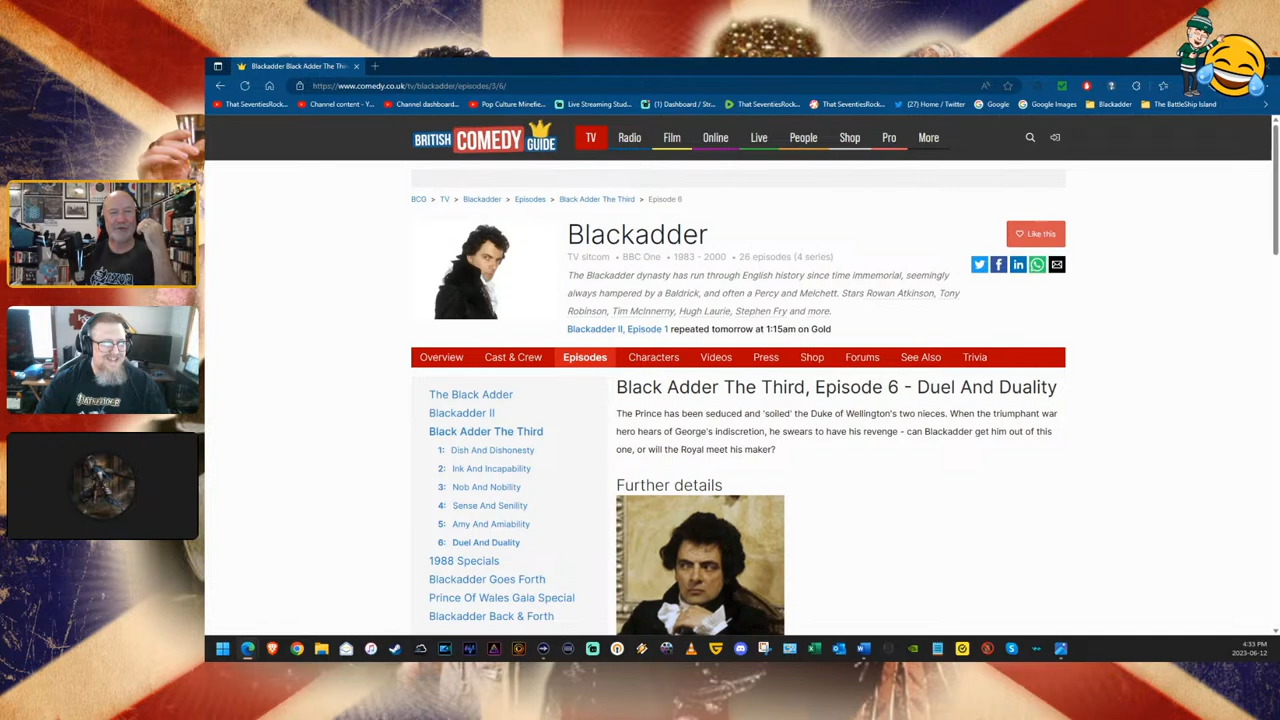 Blackadder Black Adder The Thi
https://www.comedy.co.uk/tv/blackadder/episodes/3/6/
That SeventiesRock... Channel content - Y... Channel dashboard... Pop Culture Minefie... Live Streaming Stud... (1) Dashboard / Str... That SeventiesRock... That SeventiesRock... (27) Home / Twitter Google Google Images Blackadder The BattleShip Island
BRITISH COMEDY GUIDE TV Radio Film Online Live People Shop Pro More
BCG > TV > Blackadder > Episodes > Black Adder The Third > Episode 6
Blackadder
Like this
TV sitcom • BBC One • 1983 - 2000 • 26 episodes (4 series)
The Blackadder dynasty has run through English history since time immemorial, seemingly
always hampered by a Baldrick, and often a Percy and Melchett. Stars Rowan Atkinson, Tony
Robinson, Tim McInnerny, Hugh Laurie, Stephen Fry and more.
Blackadder II, Episode 1 repeated tomorrow at 1:15am on Gold
Overview Cast & Crew Episodes Characters Videos Press Shop Forums See Also Trivia
The Black Adder
Blackadder II
Black Adder The Third
1: Dish And Dishonesty
2: Ink And Incapability
3: Nob And Nobility
4: Sense And Senility
5: Amy And Amiability
6: Duel And Duality
1988 Specials
Blackadder Goes Forth
Prince Of Wales Gala Special
Blackadder Back & Forth
Black Adder The Third, Episode 6 - Duel And Duality
The Prince has been seduced and 'soiled' the Duke of Wellington's two nieces. When the triumphant war
hero hears of George's indiscretion, he swears to have his revenge - can Blackadder get him out of this
one, or will the Royal meet his maker?
Further details
4:33 PM
2023-06-12